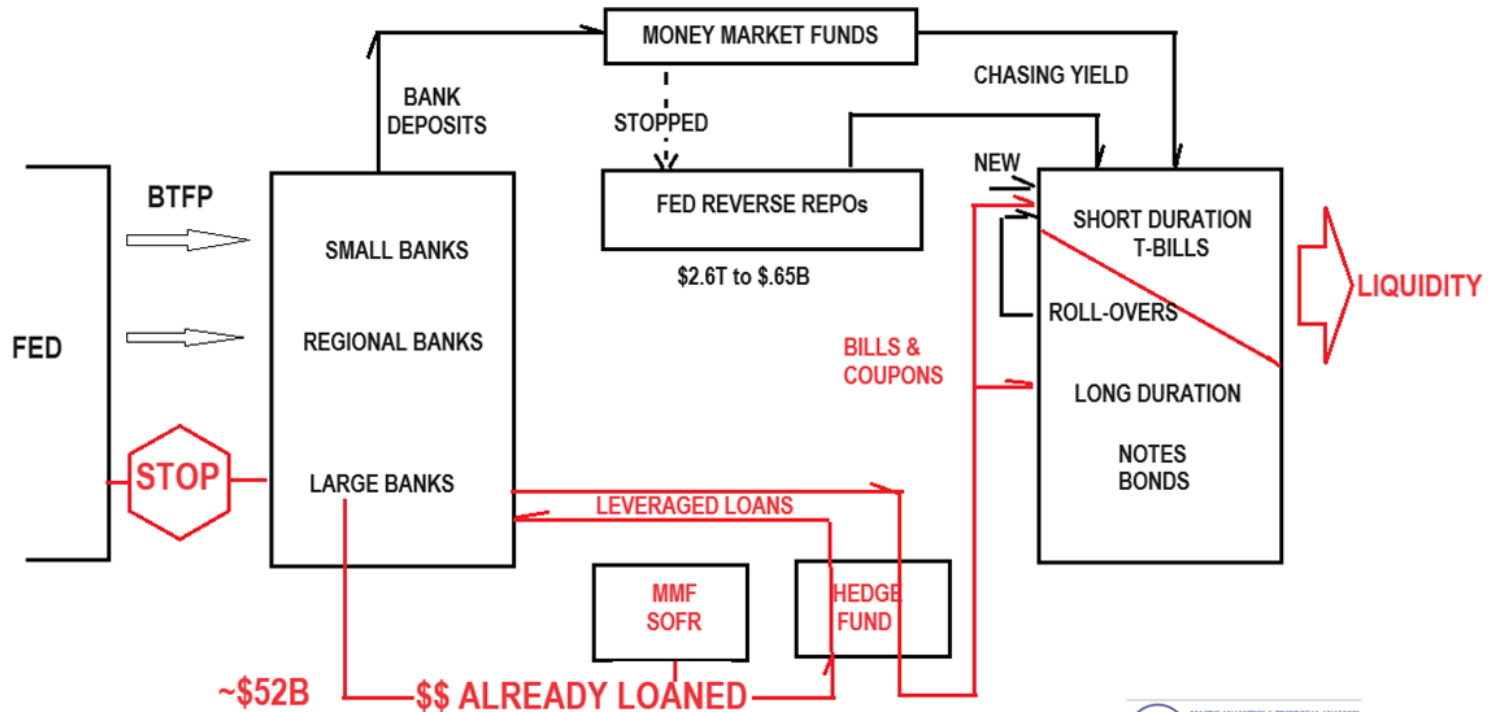 MONEY MARKET FUNDS
CHASING YIELD
BANK
DEPOSITS
STOPPED
NEW
BTFP
FED REVERSE REPOs
SHORT DURATION
T-BILLS
SMALL BANKS
$2.6T to $.65B
LIQUIDITY
ROLL-OVERS
FED
REGIONAL BANKS
BILLS &
COUPONS
LONG DURATION
NOTES
BONDS
STOP
LARGE BANKS
LEVERAGED LOANS
MMF
SOFR
HEDGE
FUND
~$52B
$$ ALREADY LOANED